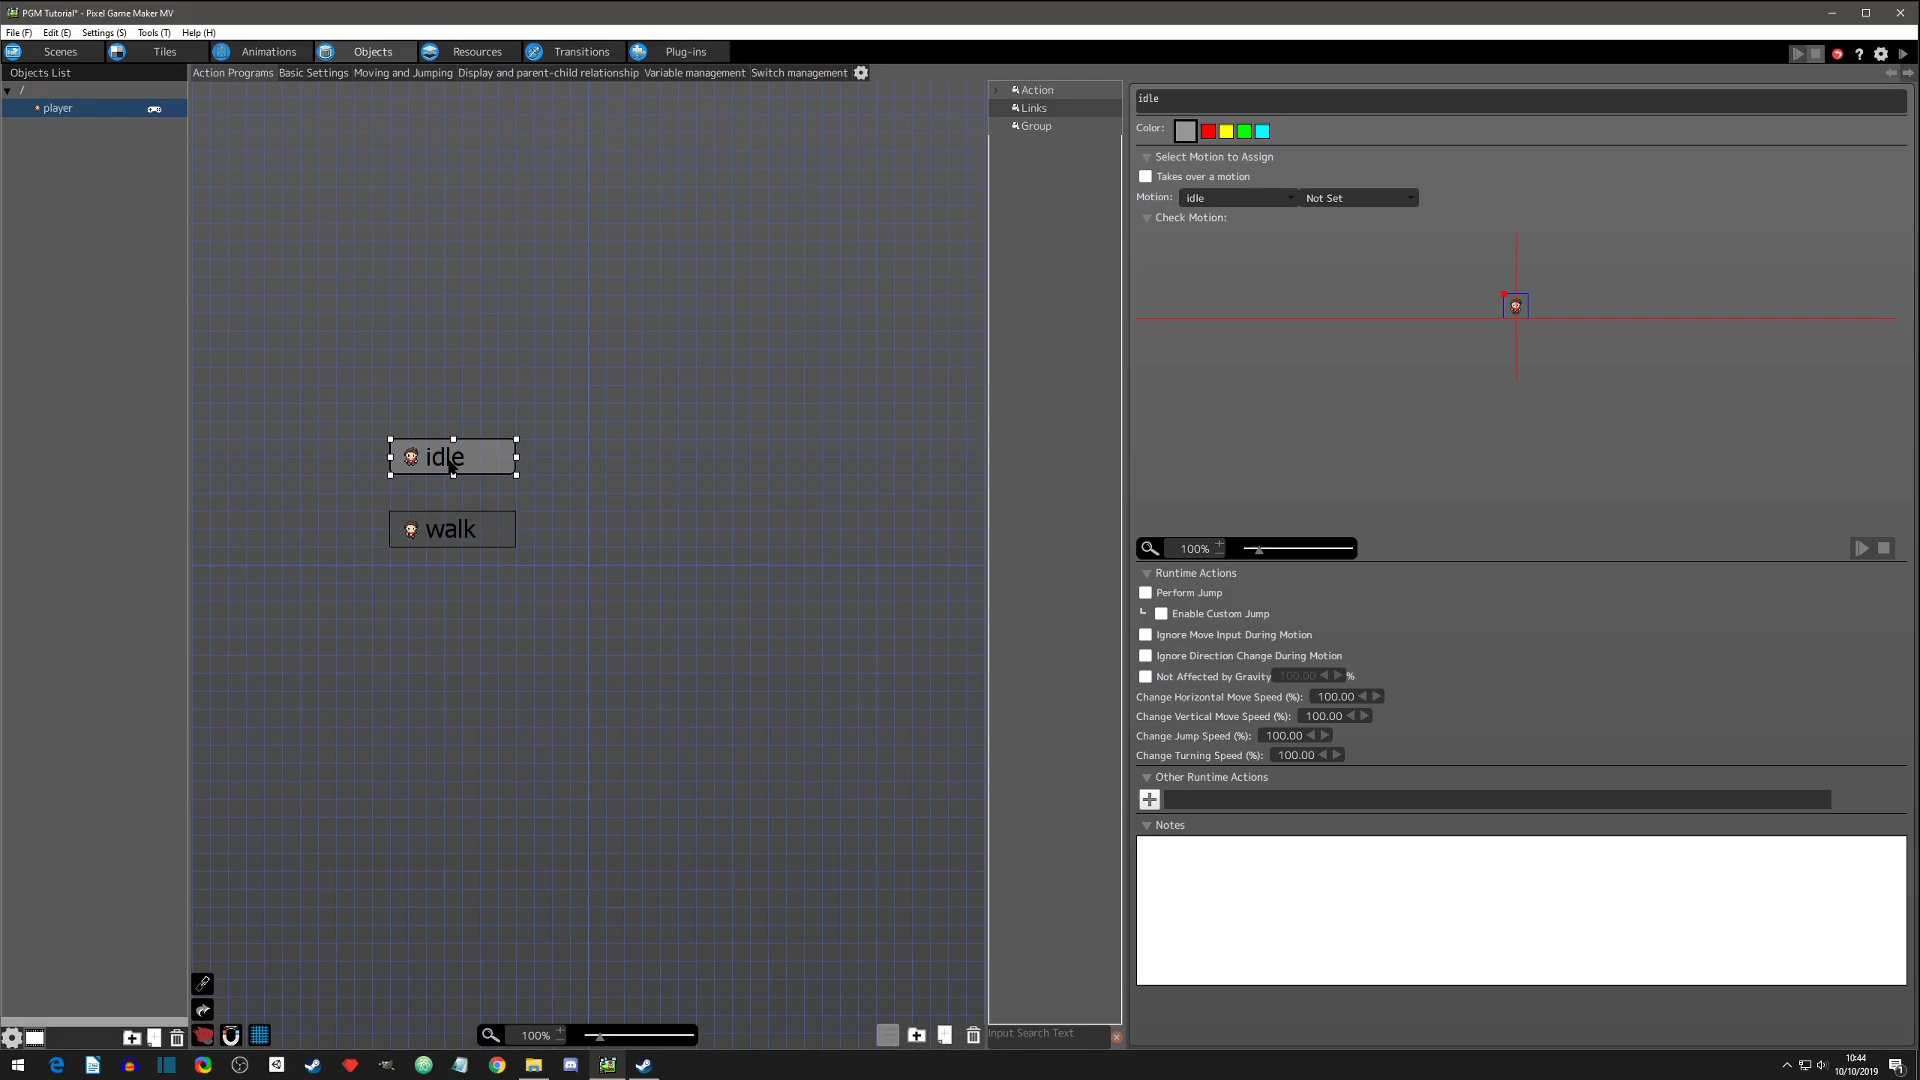 PGM Tutorial* - Pixel Game Maker MV
File (F) Edit (E) Settings (S) Tools (T) Help (H)
Scenes Tiles Animations Objects Resources Transitions Plug-ins
Objects List
Action Programs Basic Settings Moving and Jumping Display and parent-child relationship Variable management Switch management
/
player
Action
Links
Group
idle
walk
Input Search Text
100%
idle
Color:
Select Motion to Assign
Takes over a motion
Motion: idle Not Set
Check Motion:
100%
Runtime Actions
Perform Jump
Enable Custom Jump
Ignore Move Input During Motion
Ignore Direction Change During Motion
Not Affected by Gravity 100.00 %
Change Horizontal Move Speed (%): 100.00
Change Vertical Move Speed (%): 100.00
Change Jump Speed (%): 100.00
Change Turning Speed (%): 100.00
Other Runtime Actions
Notes
10:44
10/10/2019